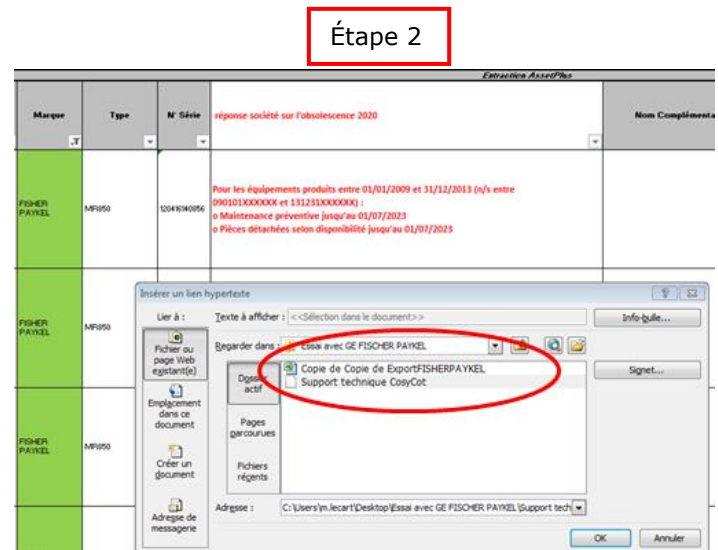 Étape 2
Extraction AssetPlus
Marque
Type
N° Série
réponse société sur l'obsolescence 2020
Nom Complémenta
FISHER PAYKEL
MR850
120416140856
Pour les équipements produits entre 01/01/2009 et 31/12/2013 (n/s entre
090101XXXXXX et 131231XXXXXX) :
o Maintenance préventive jusqu'au 01/07/2023
o Pièces détachées selon disponibilité jusqu'au 01/07/2023
Insérer un lien hypertexte
Lier à :
Texte à afficher : <<Sélection dans le document>>
Info-bulle...
FISHER PAYKEL
MR850
Fichier ou page Web existant(e)
Regarder dans :
Essai avec GE FISCHER PAYKEL
Dossier actif
Copie de Copie de ExportFISHERPAYKEL
Support technique CosyCot
Signet...
Emplacement dans ce document
Pages parcourues
FISHER PAYKEL
MR850
Créer un document
Fichiers récents
Adresse de messagerie
Adresse :
C:\Users\m.lecart\Desktop\Essai avec GE FISCHER PAYKEL\Support tech
OK
Annuler